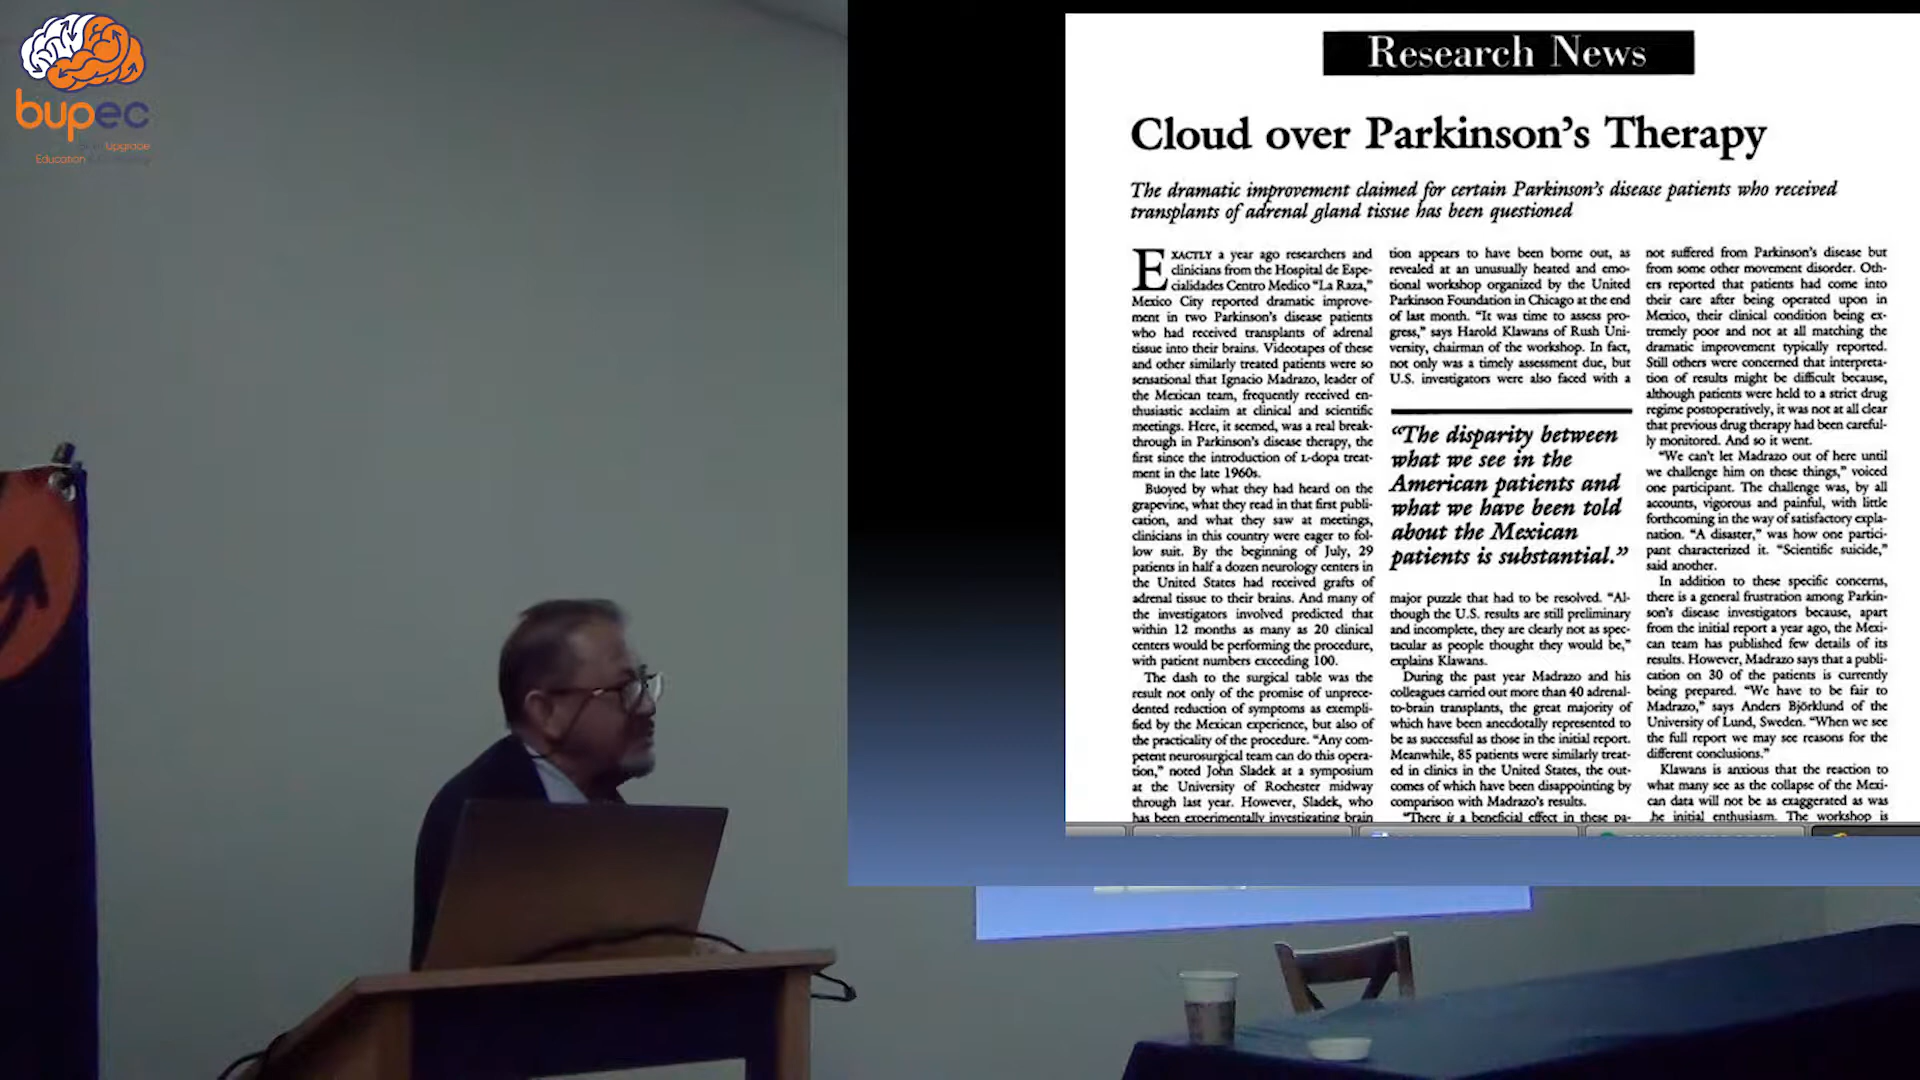 bupec
Upgrade
Education
Research News
Cloud over Parkinson's Therapy
The dramatic improvement claimed for certain Parkinson's disease patients who received
transplants of adrenal gland tissue has been questioned
EXACTLY a year ago researchers and
clinicians from the Hospital de Espe-
cialidades Centro Medico "La Raza,"
Mexico City reported dramatic improve-
ment in two Parkinson's disease patients
who had received transplants of adrenal
tissue into their brains. Videotapes of these
and other similarly treated patients were so
sensational that Ignacio Madrazo, leader of
the Mexican team, frequently received en-
thusiastic acclaim at clinical and scientific
meetings. Here, it seemed, was a real break-
through in Parkinson's disease therapy, the
first since the introduction of L-dopa treat-
ment in the late 1960s.
Buoyed by what they had heard on the
grapevine, what they read in that first publi-
cation, and what they saw at meetings,
clinicians in this country were eager to fol-
low suit. By the beginning of July, 29
patients in half a dozen neurology centers in
the United States had received grafts of
adrenal tissue to their brains. And many of
the investigators involved predicted that
within 12 months as many as 20 clinical
centers would be performing the procedure,
with patient numbers exceeding 100.
The dash to the surgical table was the
result not only of the promise of unprece-
dented reduction of symptoms as exempli-
fied by the Mexican experience, but also of
the practicality of the procedure. "Any com-
petent neurosurgical team can do this opera-
tion," noted John Sladek at a symposium
at the University of Rochester midway
through last year. However, Sladek, who
has been experimentally investigating brain
tion appears to have been borne out, as
revealed at an unusually heated and emo-
tional workshop organized by the United
Parkinson Foundation in Chicago at the end
of last month. "It was time to assess pro-
gress," says Harold Klawans of Rush Uni-
versity, chairman of the workshop. In fact,
not only was a timely assessment due, but
U.S. investigators were also faced with a
"The disparity between
what we see in the
American patients and
what we have been told
about the Mexican
patients is substantial."
major puzzle that had to be resolved. "Al-
though the U.S. results are still preliminary
and incomplete, they are clearly not as spec-
tacular as people thought they would be,"
explains Klawans.
During the past year Madrazo and his
colleagues carried out more than 40 adrenal-
to-brain transplants, the great majority of
which have been anecdotally represented to
be as successful as those in the initial report.
Meanwhile, 85 patients were similarly treat-
ed in clinics in the United States, the out-
comes of which have been disappointing by
comparison with Madrazo's results.
"There is a beneficial effect in these pa-
not suffered from Parkinson's disease but
from some other movement disorder. Oth-
ers reported that patients had come into
their care after being operated upon in
Mexico, their clinical condition being ex-
tremely poor and not at all matching the
dramatic improvement typically reported.
Still others were concerned that interpreta-
tion of results might be difficult because,
although patients were held to a strict drug
regime postoperatively, it was not at all clear
that previous drug therapy had been careful-
ly monitored. And so it went.
"We can't let Madrazo out of here until
we challenge him on these things," voiced
one participant. The challenge was, by all
accounts, vigorous and painful, with little
forthcoming in the way of satisfactory expla-
nation. "A disaster," was how one partici-
pant characterized it. "Scientific suicide,"
said another.
In addition to these specific concerns,
there is a general frustration among Parkin-
son's disease investigators because, apart
from the initial report a year ago, the Mexi-
can team has published few details of its
results. However, Madrazo says that a publi-
cation on 30 of the patients is currently
being prepared. "We have to be fair to
Madrazo," says Anders Björklund of the
University of Lund, Sweden. "When we see
the full report we may see reasons for the
different conclusions."
Klawans is anxious that the reaction to
what many see as the collapse of the Mexi-
can data will not be as exaggerated as was
he initial enthusiasm. The workshop is